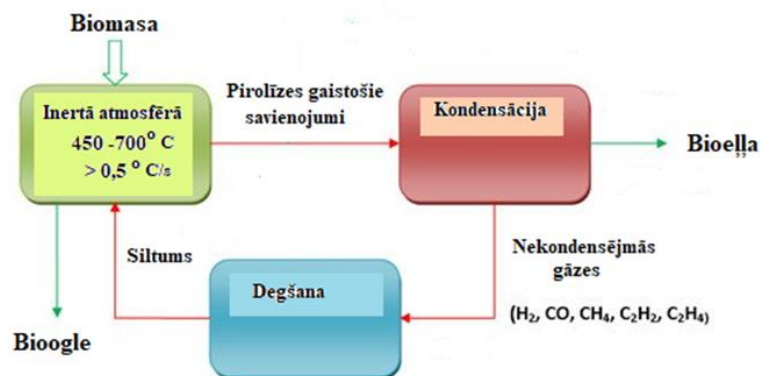 Biomasa
Inertā atmosfērā
450 -700° C
> 0,5 ° C/s
Pirolīzes gaistošie
savienojumi
Kondensācija
Bioeļļa
Nekondensējmās
gāzes
(H₂, CO, CH₄, C₂H₂, C₂H₄)
Degšana
Siltums
Bioogle